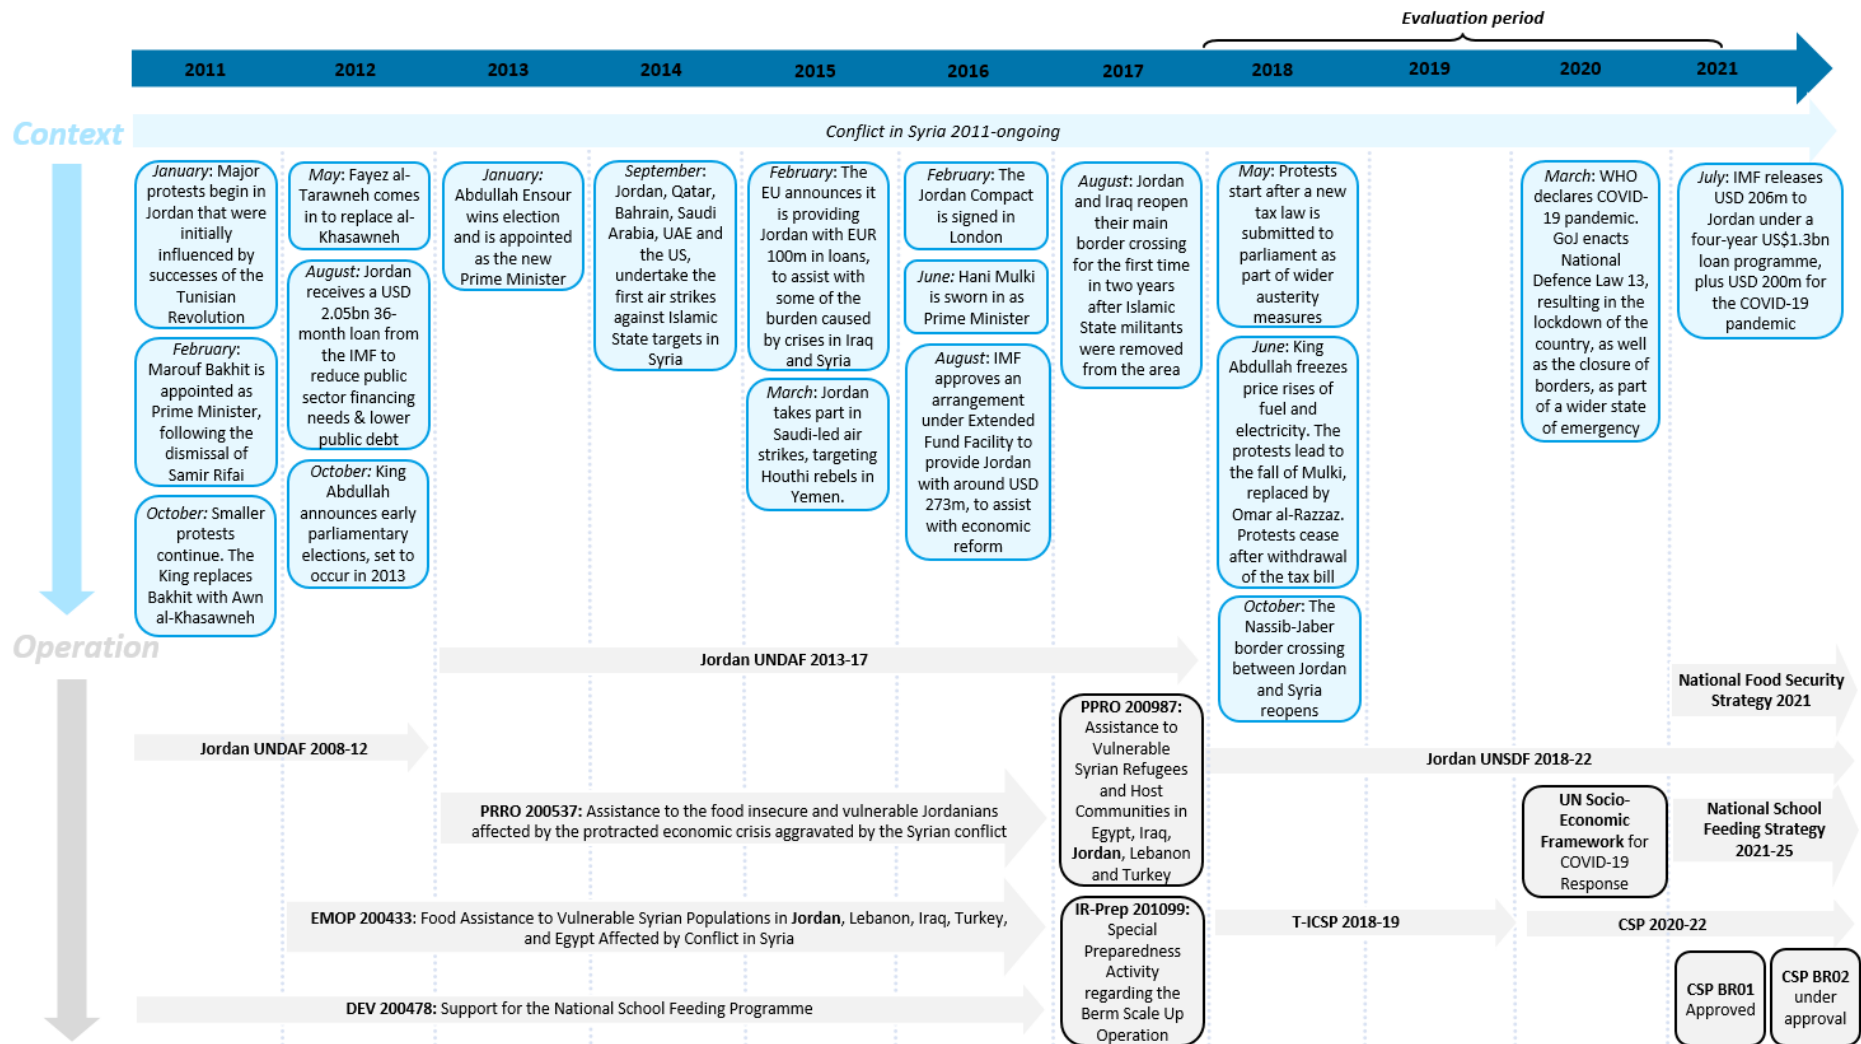 Evaluation period
2011
2012
2013
2014
2015
2016
2017
2018
2019
2020
2021
Context
Conflict in Syria 2011-ongoing
January: Major
protests begin in
Jordan that were
initially
influenced by
successes of the
Tunisian
Revolution
February:
Marouf Bakhit is
appointed as
Prime Minister,
following the
dismissal of
Samir Rifai
October: Smaller
protests
continue. The
King replaces
Bakhit with Awn
al-Khasawneh
May: Fayez al-
Tarawneh comes
in to replace al-
Khasawneh
August: Jordan
receives a USD
2.05bn 36-
month loan from
the IMF to
reduce public
sector financing
needs & lower
public debt
October: King
Abdullah
announces early
parliamentary
elections, set to
occur in 2013
January:
Abdullah Ensour
wins election
and is appointed
as the new
Prime Minister
September:
Jordan, Qatar,
Bahrain, Saudi
Arabia, UAE and
the US,
undertake the
first air strikes
against Islamic
State targets in
Syria
February: The
EU announces it
is providing
Jordan with EUR
100m in loans,
to assist with
some of the
burden caused
by crises in Iraq
and Syria
March: Jordan
takes part in
Saudi-led air
strikes, targeting
Houthi rebels in
Yemen.
February: The
Jordan Compact
is signed in
London
June: Hani Mulki
is sworn in as
Prime Minister
August: IMF
approves an
arrangement
under Extended
Fund Facility to
provide Jordan
with around USD
273m, to assist
with economic
reform
August: Jordan
and Iraq reopen
their main
border crossing
for the first time
in two years
after Islamic
State militants
were removed
from the area
May: Protests
start after a new
tax law is
submitted to
parliament as
part of wider
austerity
measures
June: King
Abdullah freezes
price rises of
fuel and
electricity. The
protests lead to
the fall of Mulki,
replaced by
Omar al-Razzaz.
Protests cease
after withdrawal
of the tax bill
October: The
Nassib-Jaber
border crossing
between Jordan
and Syria
reopens
March: WHO
declares COVID-
19 pandemic.
GoJ enacts
National
Defence Law 13,
resulting in the
lockdown of the
country, as well
as the closure of
borders, as part
of a wider state
of emergency
July: IMF releases
USD 206m to
Jordan under a
four-year US$1.3bn
loan programme,
plus USD 200m for
the COVID-19
pandemic
Operation
Jordan UNDAF 2013-17
National Food Security
Strategy 2021
Jordan UNDAF 2008-12
Jordan UNSDF 2018-22
PRRO 200537: Assistance to the food insecure and vulnerable Jordanians
affected by the protracted economic crisis aggravated by the Syrian conflict
PPRO 200987:
Assistance to
Vulnerable
Syrian Refugees
and Host
Communities in
Egypt, Iraq,
Jordan, Lebanon
and Turkey
UN Socio-
Economic
Framework for
COVID-19
Response
National School
Feeding Strategy
2021-25
EMOP 200433: Food Assistance to Vulnerable Syrian Populations in Jordan, Lebanon, Iraq, Turkey,
and Egypt Affected by Conflict in Syria
IR-Prep 201099:
Special
Preparedness
Activity
regarding the
Berm Scale Up
Operation
T-ICSP 2018-19
CSP 2020-22
DEV 200478: Support for the National School Feeding Programme
CSP BR01
Approved
CSP BR02
under
approval